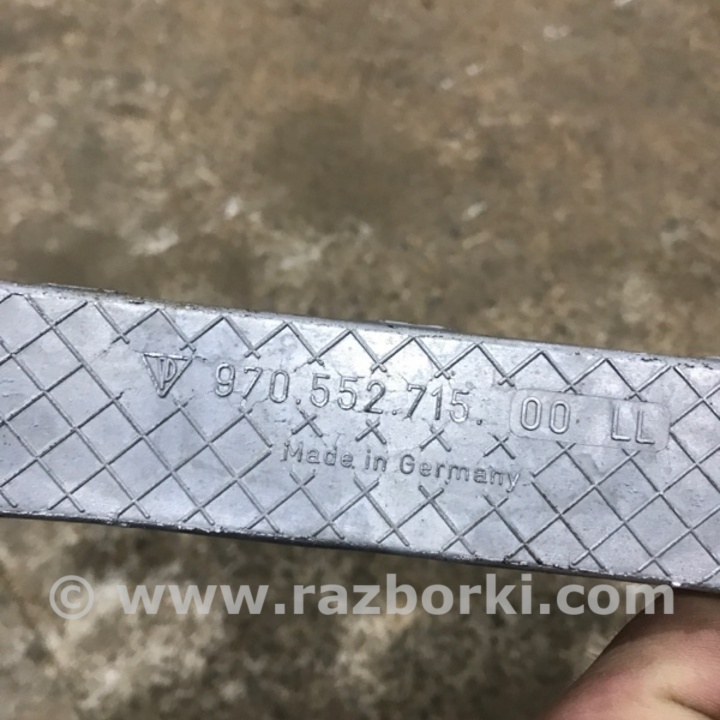 970.552.715. 00 LL
Made in Germany
© www.razborki.com